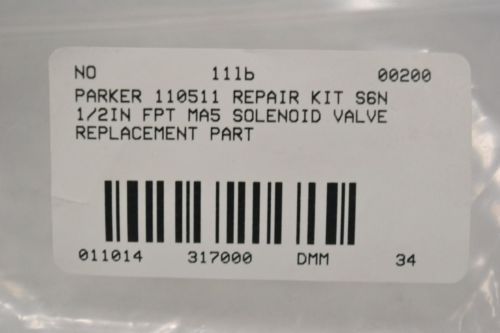 NO 11lb 00200
PARKER 110511 REPAIR KIT S6N
1/2IN FPT MA5 SOLENOID VALVE
REPLACEMENT PART
011014 317000 DMM 34